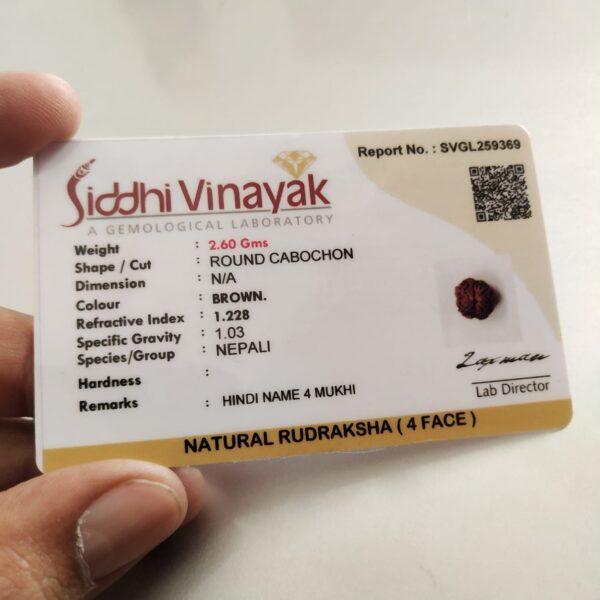 Report No. : SVGL259369
Siddhi Vinayak
A GEMOLOGICAL LABORATORY
Weight : 2.60 Gms
Shape / Cut : ROUND CABOCHON
Dimension : N/A
Colour : BROWN.
Refractive Index : 1.228
Specific Gravity : 1.03
Species/Group : NEPALI
Hardness :
Remarks : HINDI NAME 4 MUKHI
Lab Director
NATURAL RUDRAKSHA ( 4 FACE )